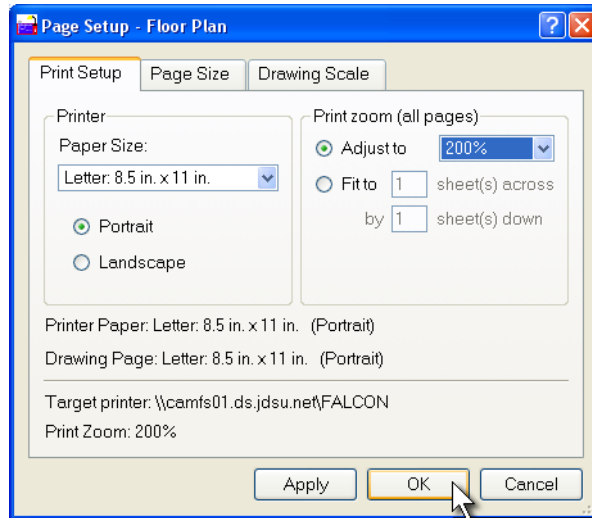 Page Setup - Floor Plan
Print Setup Page Size Drawing Scale
Printer
Paper Size:
Letter: 8.5 in. x 11 in.
Portrait
Landscape
Print zoom (all pages)
Adjust to 200%
Fit to 1 sheet(s) across
by 1 sheet(s) down
Printer Paper: Letter: 8.5 in. x 11 in. (Portrait)
Drawing Page: Letter: 8.5 in. x 11 in. (Portrait)
Target printer: \\camfs01.ds.jdsu.net\FALCON
Print Zoom: 200%
Apply OK Cancel